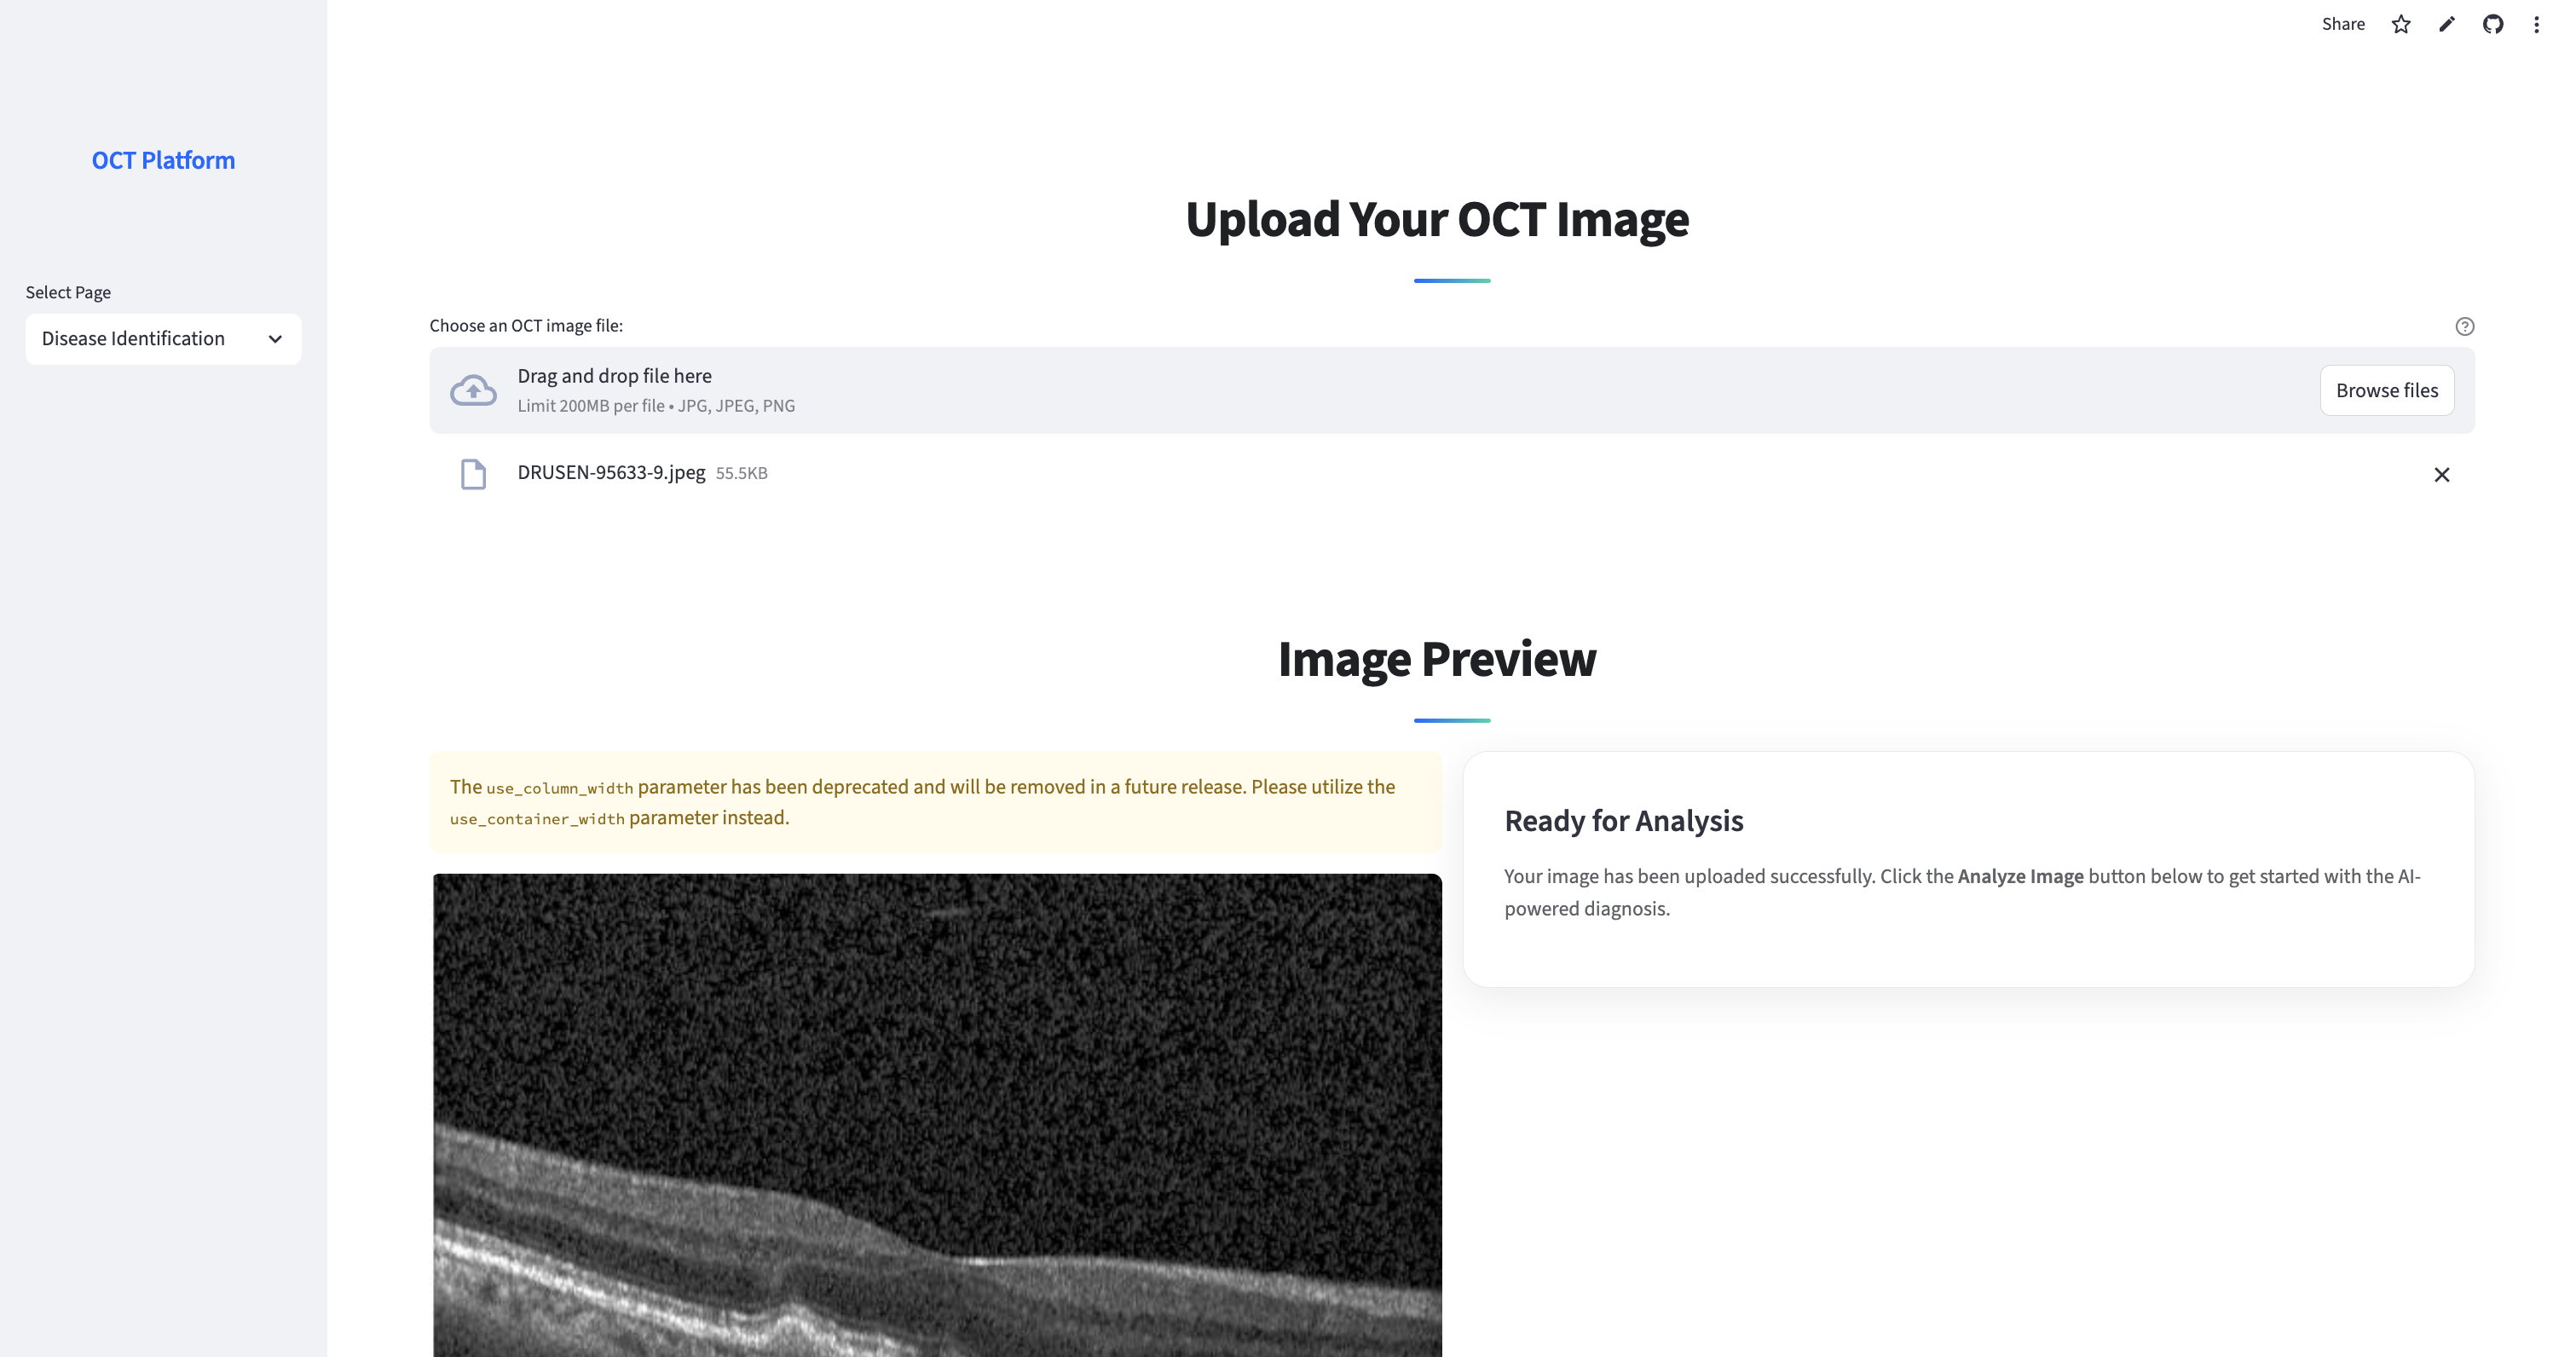 Share
OCT Platform
Select Page
Disease Identification
Upload Your OCT Image
Choose an OCT image file:
Drag and drop file here
Limit 200MB per file • JPG, JPEG, PNG
Browse files
DRUSEN-95633-9.jpeg 55.5KB
Image Preview
The use_column_width parameter has been deprecated and will be removed in a future release. Please utilize the
use_container_width parameter instead.
Ready for Analysis
Your image has been uploaded successfully. Click the Analyze Image button below to get started with the AI-
powered diagnosis.